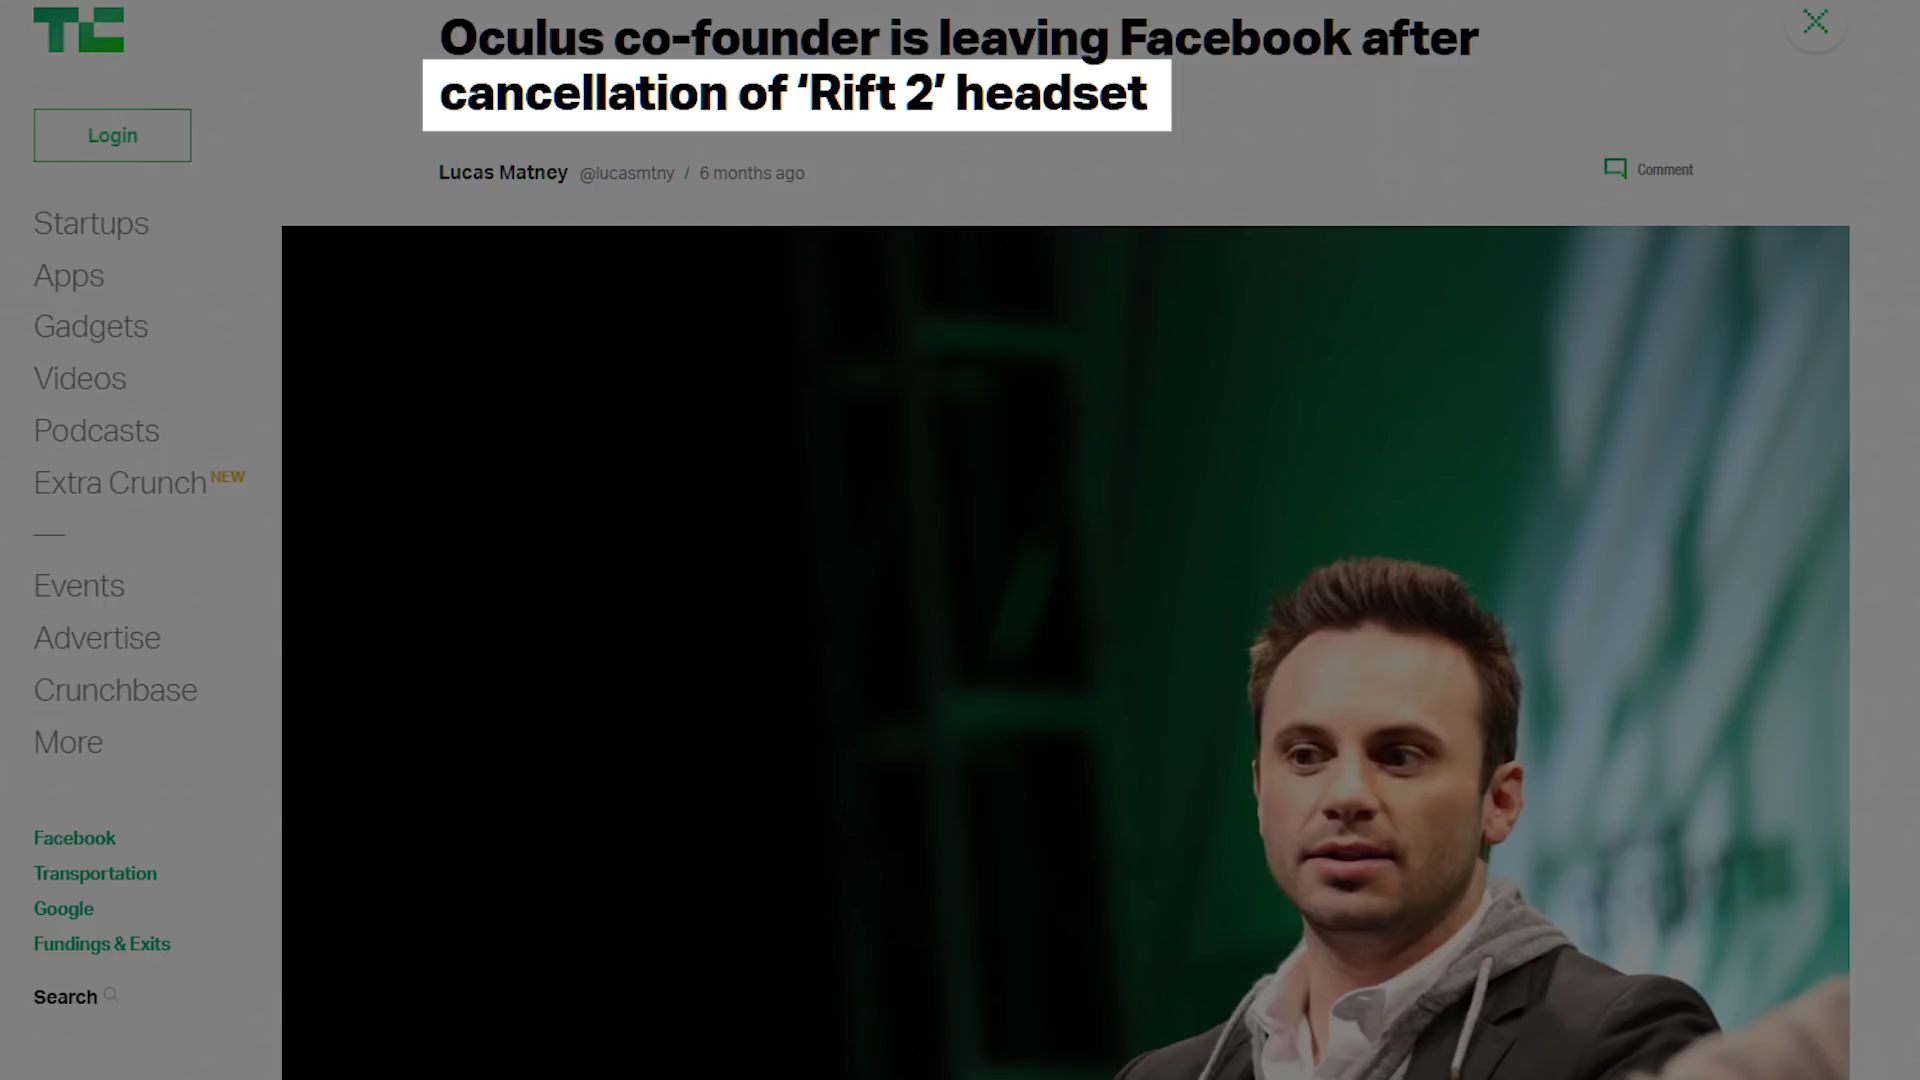 TC
Oculus co-founder is leaving Facebook after
cancellation of ‘Rift 2’ headset
Login
Lucas Matney @lucasmtny / 6 months ago
Comment
Startups
Apps
Gadgets
Videos
Podcasts
Extra Crunch NEW
Events
Advertise
Crunchbase
More
Facebook
Transportation
Google
Fundings & Exits
Search